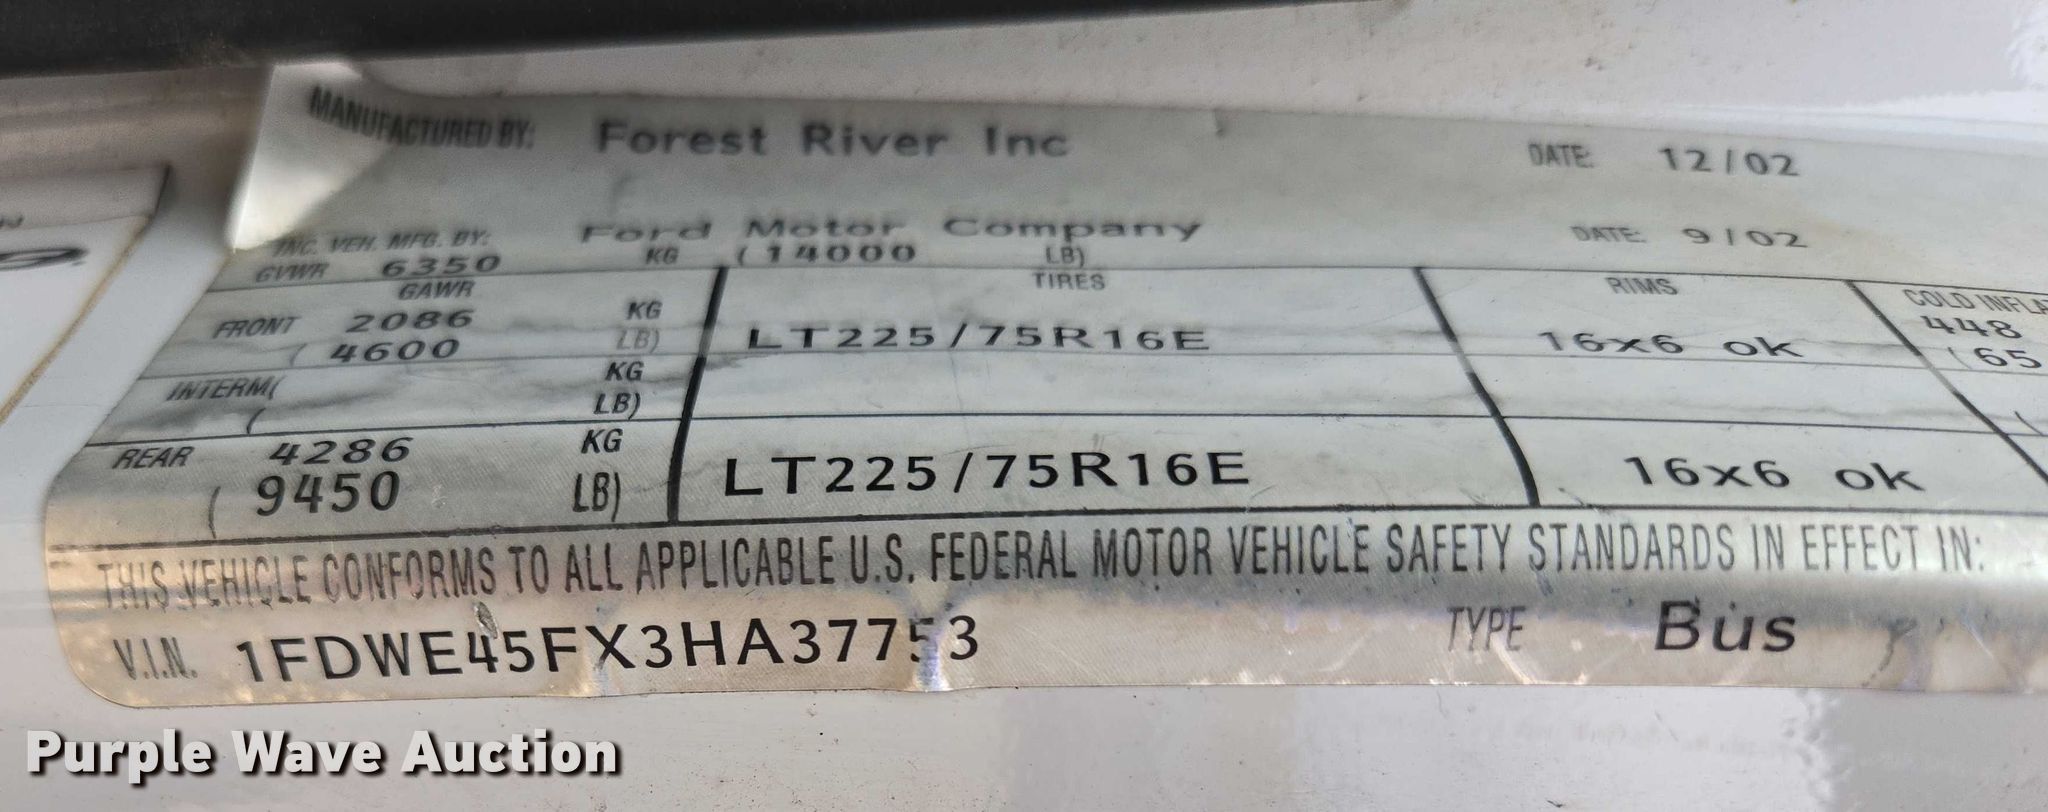 MANUFACTURED BY: Forest River Inc DATE: 12/02
INC. VEH. MFG. BY: Ford Motor Company DATE: 9/02
GVWR 6350 KG (14000 LB)
GAWR TIRES RIMS COLD INFLA
FRONT 2086 KG LT225/75R16E 16x6 ok 448
(4600 LB) (65
INTERM( KG
( LB)
REAR 4286 KG LT225/75R16E 16x6 ok
(9450 LB)
THIS VEHICLE CONFORMS TO ALL APPLICABLE U.S. FEDERAL MOTOR VEHICLE SAFETY STANDARDS IN EFFECT IN:
V.I.N. 1FDWE45FX3HA37753 TYPE Bus
Purple Wave Auction